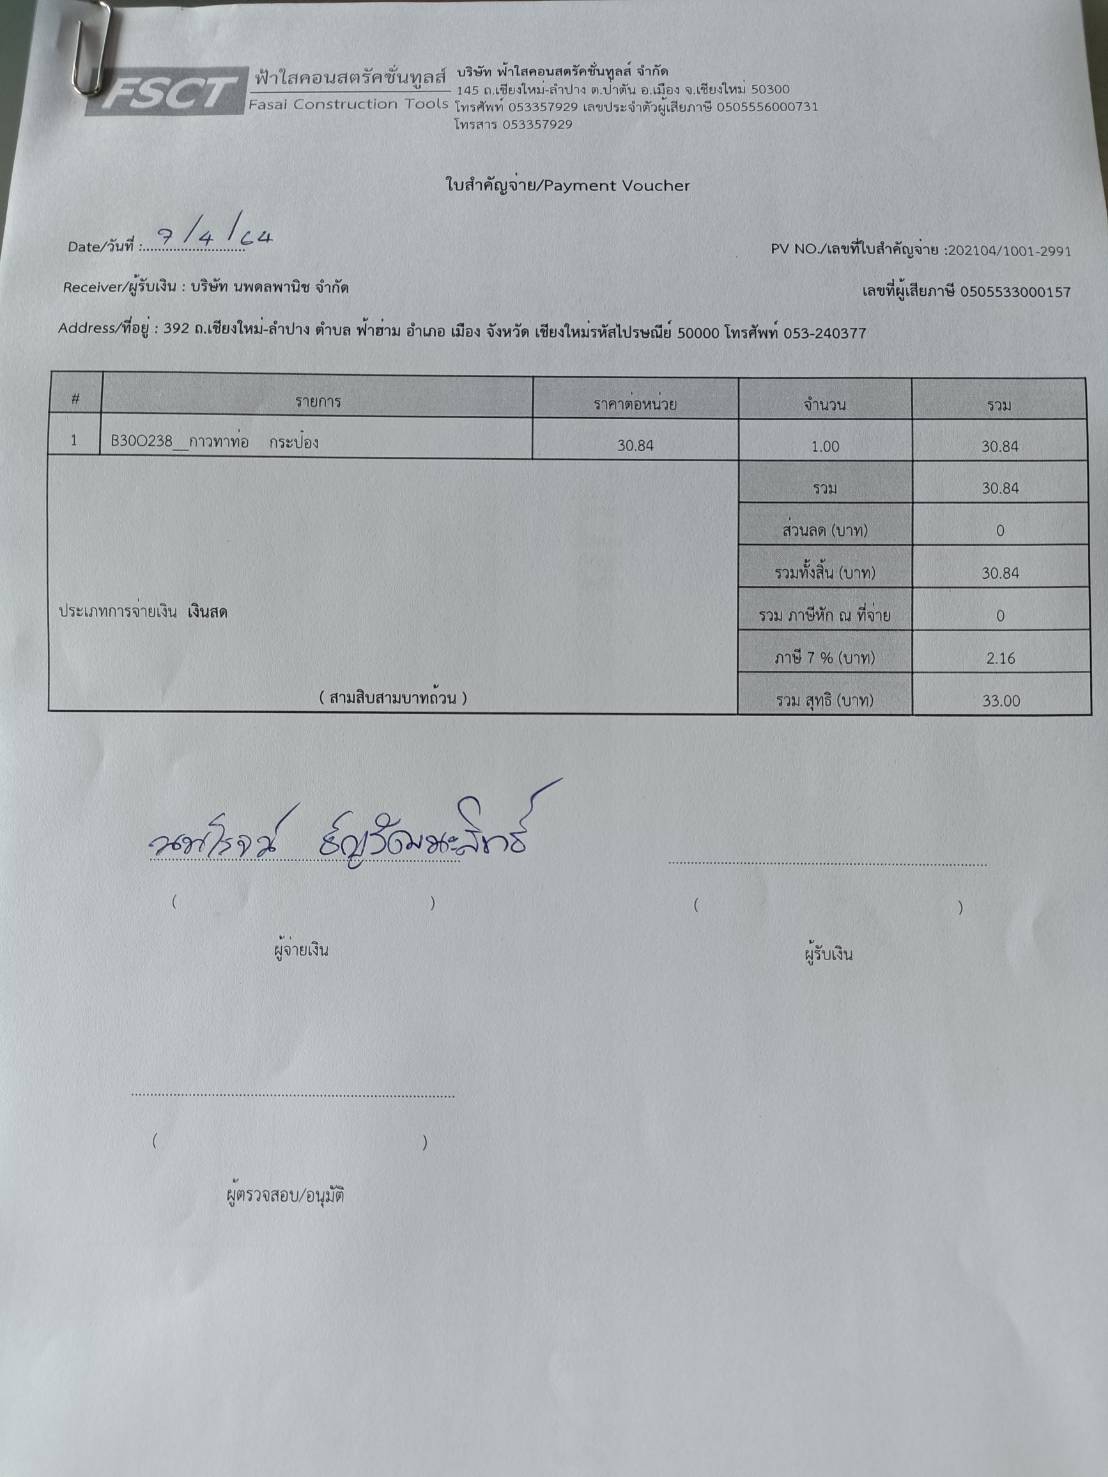 FSCT
ฟ้าใสคอนสตรัคชั่นทูลส์
Fasai Construction Tools
บริษัท ฟ้าใสคอนสตรัคชั่นทูลส์ จำกัด
145 ถ.เชียงใหม่-ลำปาง ต.ป่าตัน อ.เมือง จ.เชียงใหม่ 50300
โทรศัพท์ 053357929 เลขประจำตัวผู้เสียภาษี 0505556000731
โทรสาร 053357929
ใบสำคัญจ่าย/Payment Voucher
Date/วันที่ : 7/4/64
PV NO./เลขที่ใบสำคัญจ่าย :202104/1001-2991
Receiver/ผู้รับเงิน : บริษัท นพดลพานิช จำกัด
เลขที่ผู้เสียภาษี 0505533000157
Address/ที่อยู่ : 392 ถ.เชียงใหม่-ลำปาง ตำบล ฟ้าฮ่าม อำเภอ เมือง จังหวัด เชียงใหม่รหัสไปรษณีย์ 50000 โทรศัพท์ 053-240377
# รายการ ราคาต่อหน่วย จำนวน รวม
1 B300238__กาวทาท่อ กระป๋อง 30.84 1.00 30.84
รวม 30.84
ส่วนลด (บาท) 0
รวมทั้งสิ้น (บาท) 30.84
ประเภทการจ่ายเงิน เงินสด
รวม ภาษีหัก ณ ที่จ่าย 0
ภาษี 7 % (บาท) 2.16
( สามสิบสามบาทถ้วน )
รวม สุทธิ (บาท) 33.00
( )
( )
ผู้จ่ายเงิน
ผู้รับเงิน
( )
ผู้ตรวจสอบ/อนุมัติ